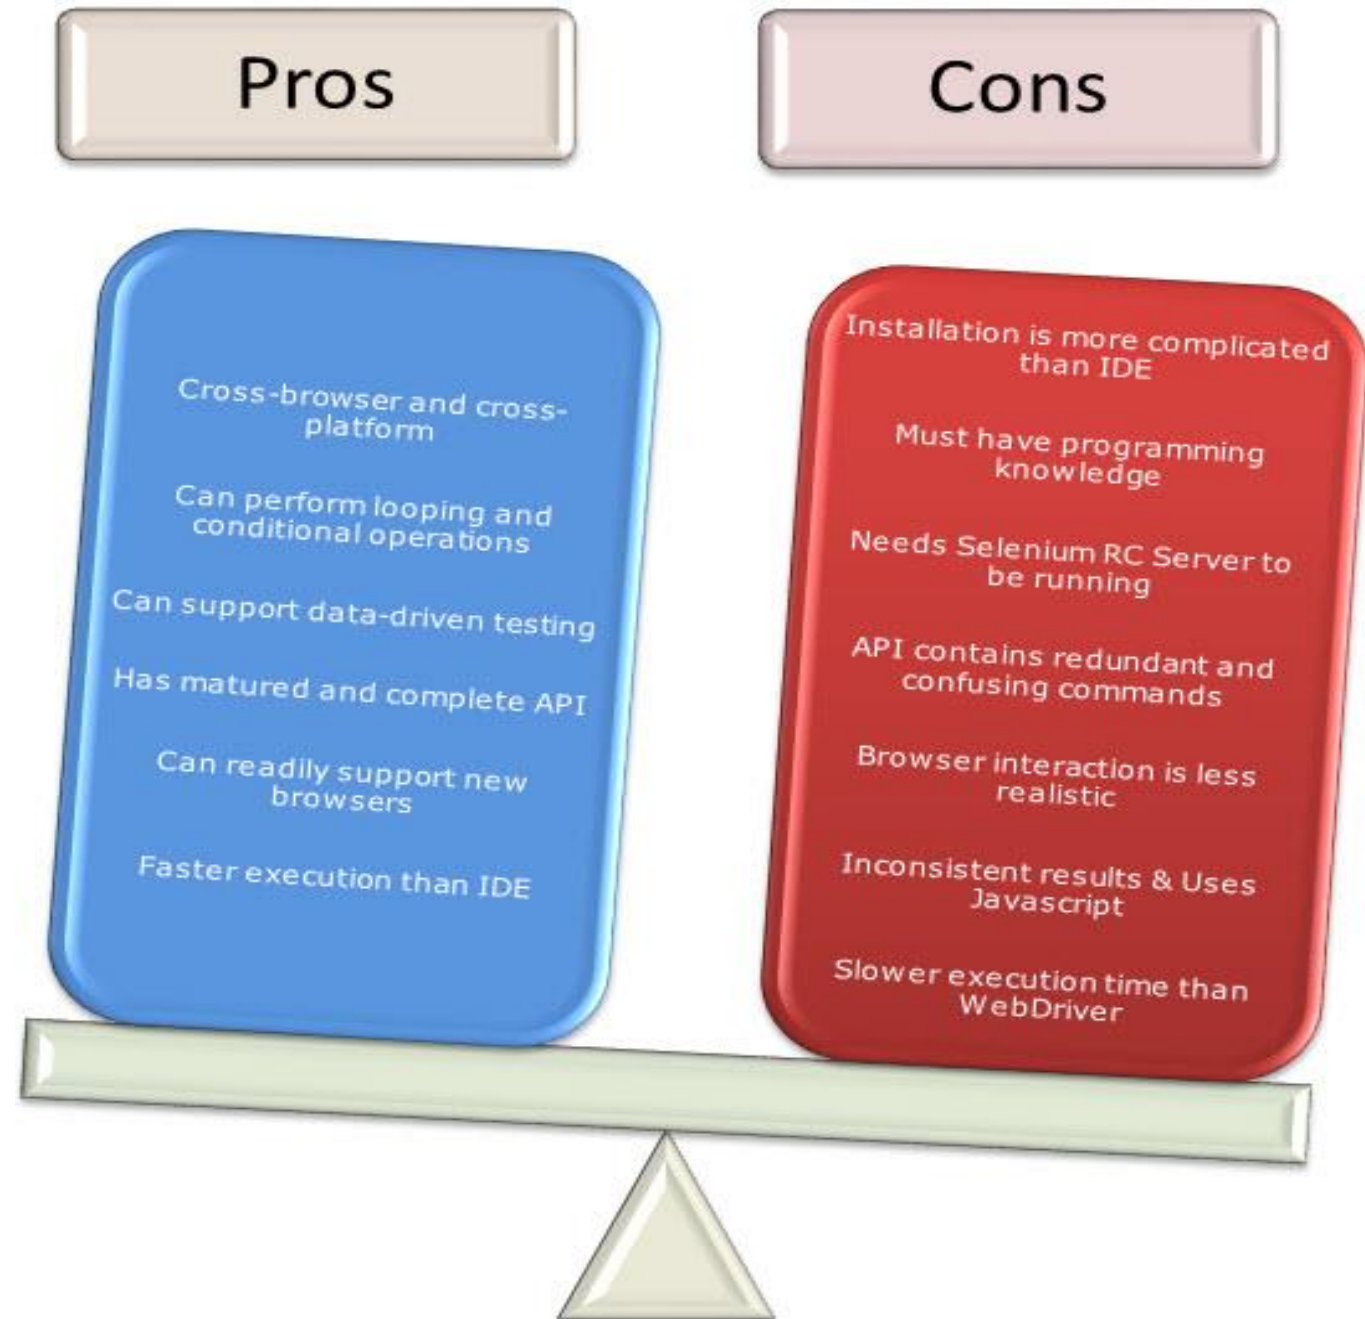 Pros
Cons
Cross-browser and cross-
platform
Can perform looping and
conditional operations
Can support data-driven testing
Has matured and complete API
Can readily support new
browsers
Faster execution than IDE
Installation is more complicated
than IDE
Must have programming
knowledge
Needs Selenium RC Server to
be running
API contains redundant and
confusing commands
Browser interaction is less
realistic
Inconsistent results & Uses
Javascript
Slower execution time than
WebDriver